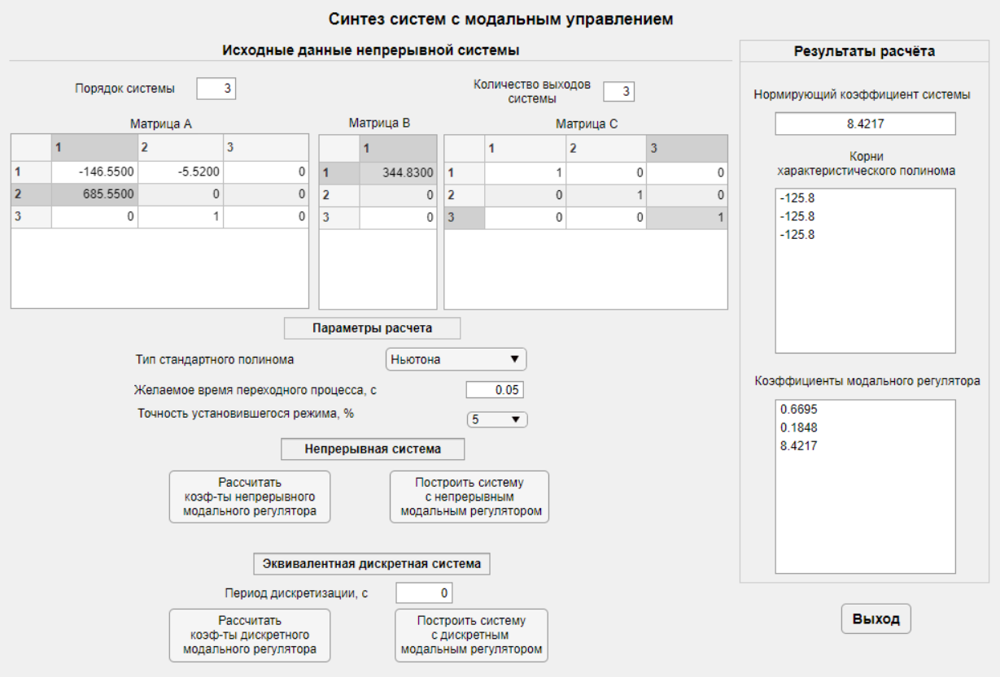 Синтез систем с модальным управлением
Исходные данные непрерывной системы
Порядок системы 3
Количество выходов
системы 3
Матрица A
1 2 3
1 -146.5500 -5.5200 0
2 685.5500 0 0
3 0 1 0
Матрица B
1
1 344.8300
2 0
3 0
Матрица C
1 2 3
1 1 0 0
2 0 1 0
3 0 0 1
Параметры расчета
Тип стандартного полинома Ньютона
Желаемое время переходного процесса, с 0.05
Точность установившегося режима, % 5
Непрерывная система
Рассчитать
коэф-ты непрерывного
модального регулятора
Построить систему
с непрерывным
модальным регулятором
Эквивалентная дискретная система
Период дискретизации, с 0
Рассчитать
коэф-ты дискретного
модального регулятора
Построить систему
с дискретным
модальным регулятором
Результаты расчёта
Нормирующий коэффициент системы
8.4217
Корни
характеристического полинома
-125.8
-125.8
-125.8
Коэффициенты модального регулятора
0.6695
0.1848
8.4217
Выход